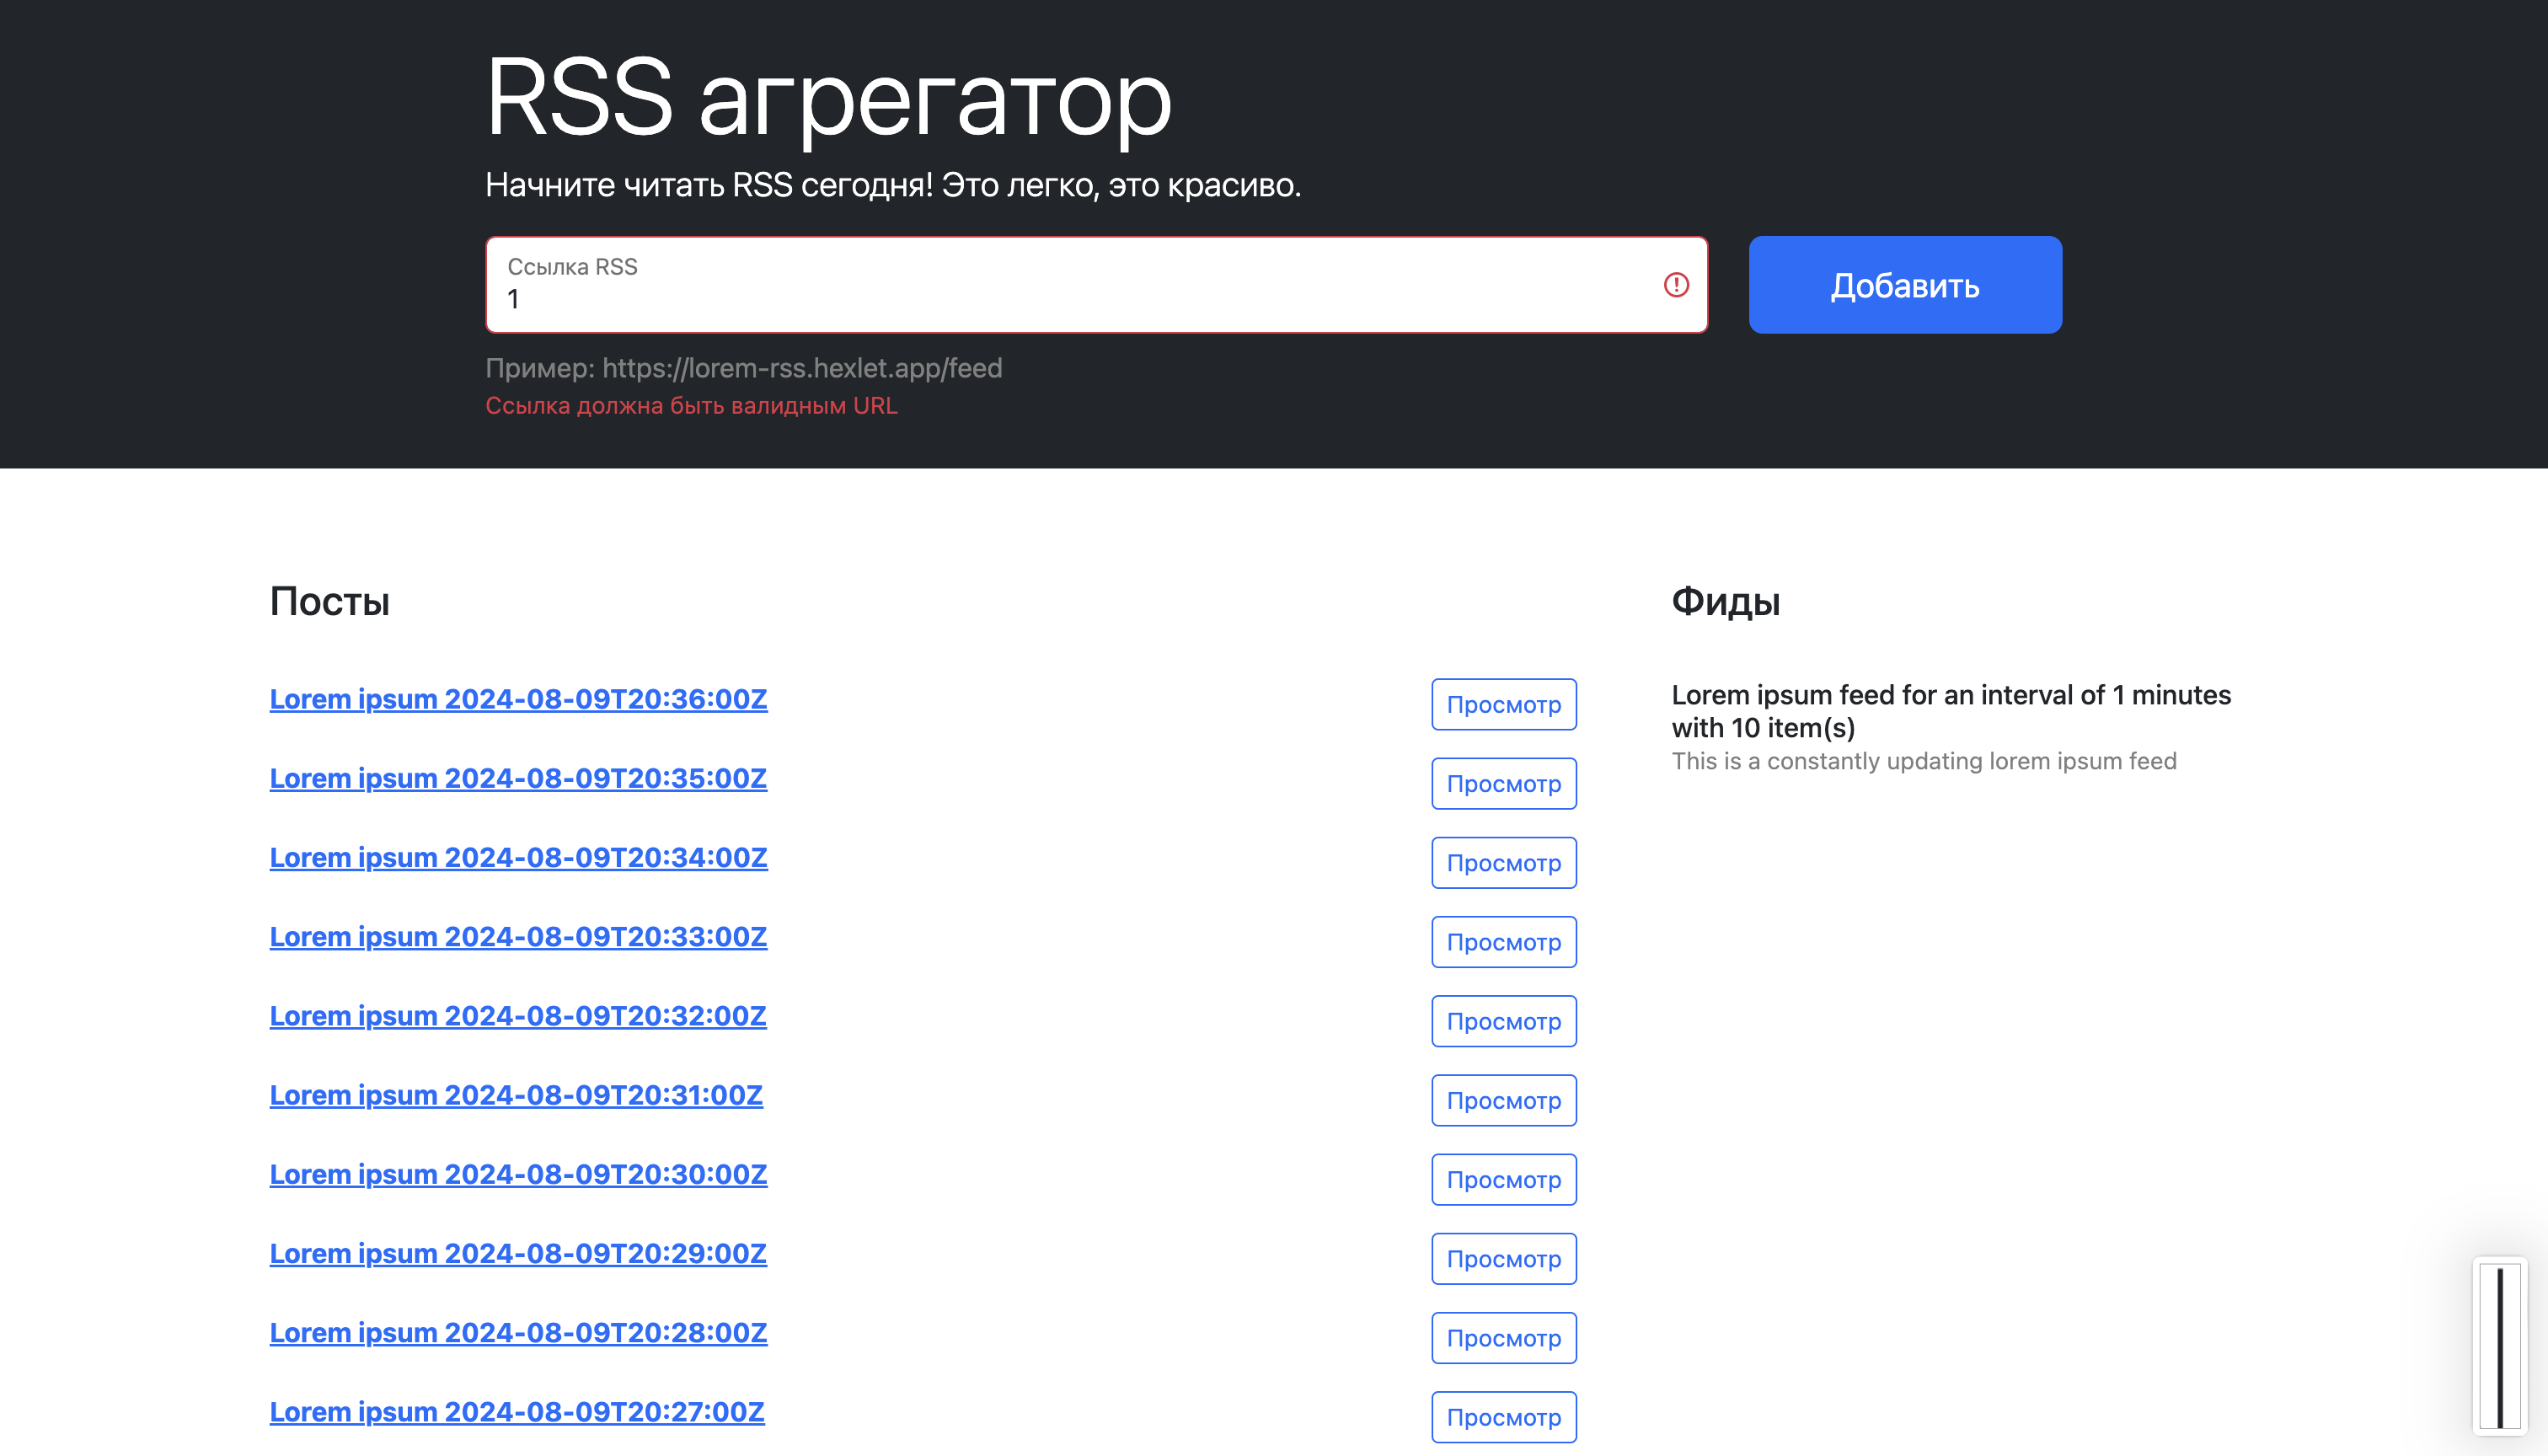 RSS агрегатор
Начните читать RSS сегодня! Это легко, это красиво.
Ссылка RSS
1
Добавить
Пример: https://lorem-rss.hexlet.app/feed
Ссылка должна быть валидным URL
Посты
Lorem ipsum 2024-08-09T20:36:00Z
Просмотр
Lorem ipsum 2024-08-09T20:35:00Z
Просмотр
Lorem ipsum 2024-08-09T20:34:00Z
Просмотр
Lorem ipsum 2024-08-09T20:33:00Z
Просмотр
Lorem ipsum 2024-08-09T20:32:00Z
Просмотр
Lorem ipsum 2024-08-09T20:31:00Z
Просмотр
Lorem ipsum 2024-08-09T20:30:00Z
Просмотр
Lorem ipsum 2024-08-09T20:29:00Z
Просмотр
Lorem ipsum 2024-08-09T20:28:00Z
Просмотр
Lorem ipsum 2024-08-09T20:27:00Z
Просмотр
Фиды
Lorem ipsum feed for an interval of 1 minutes
with 10 item(s)
This is a constantly updating lorem ipsum feed